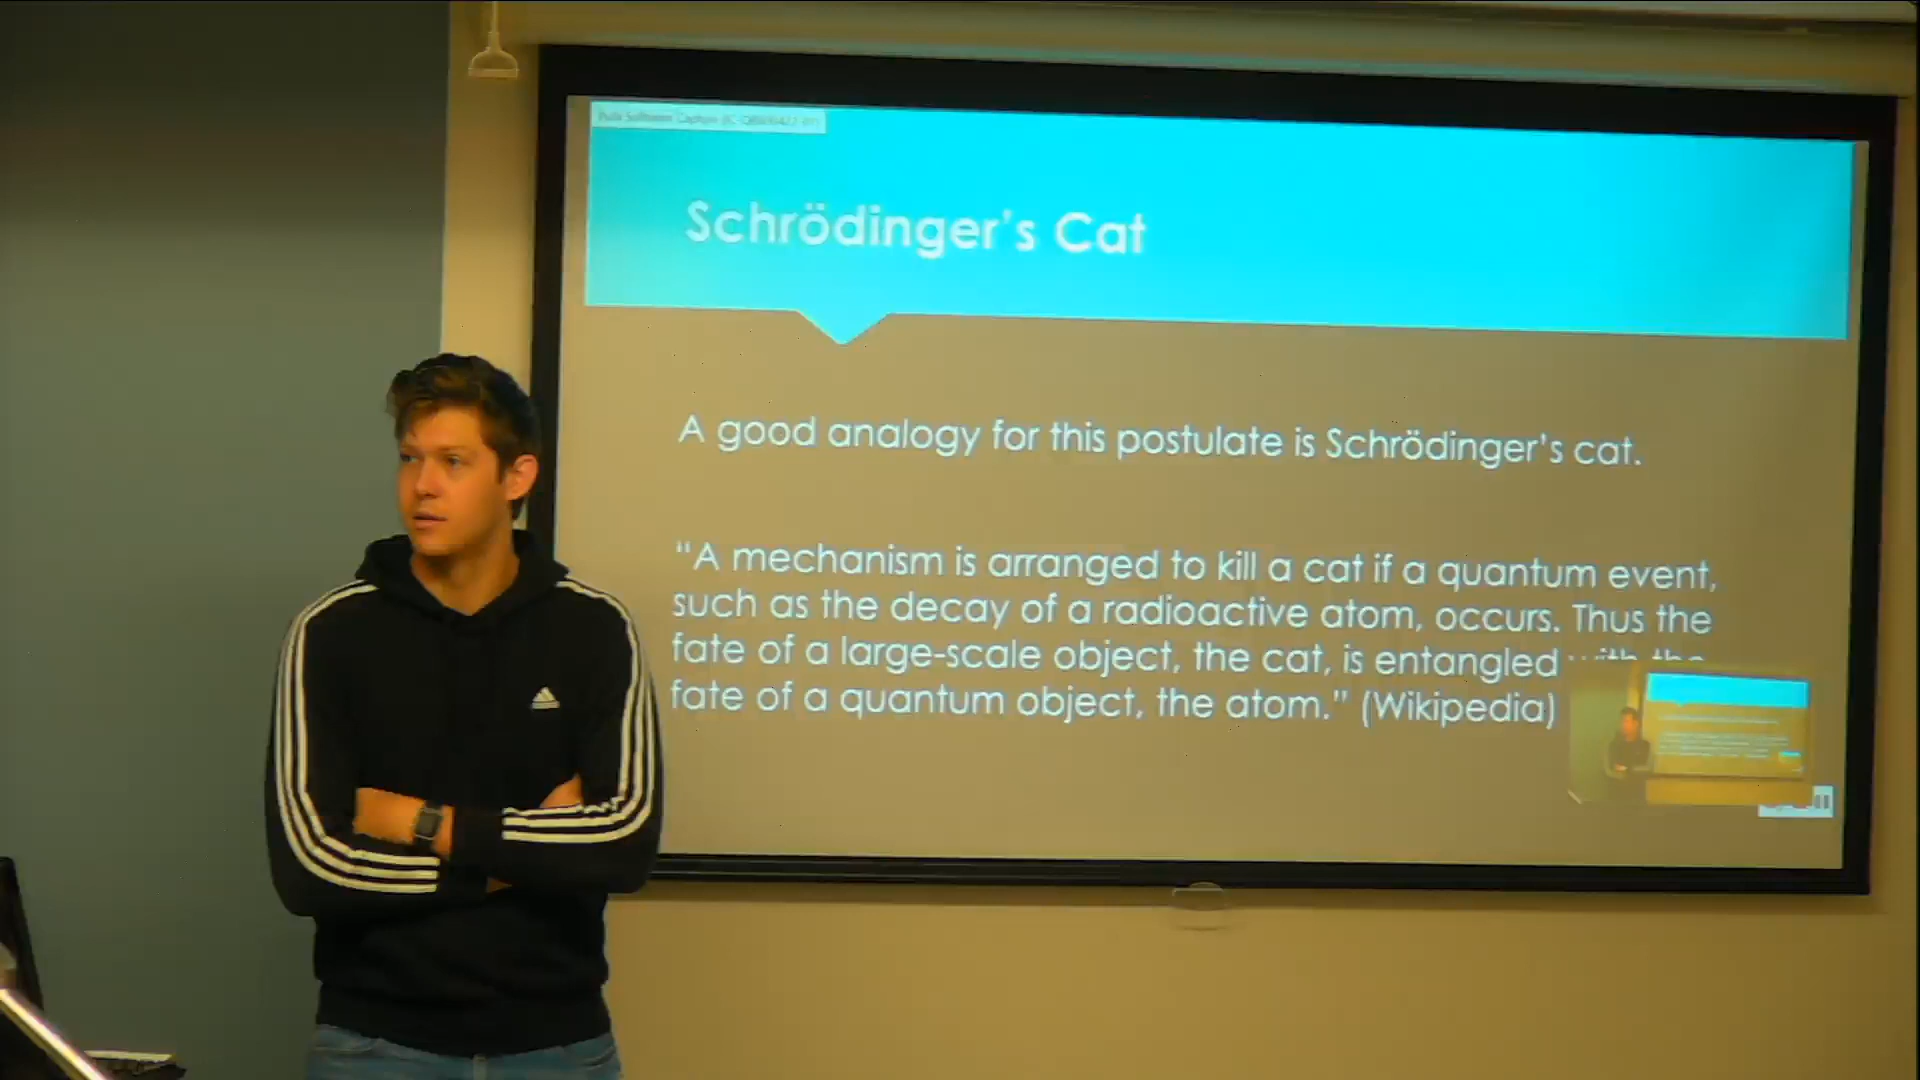 Schrödinger's Cat
A good analogy for this postulate is Schrödinger's cat.
"A mechanism is arranged to kill a cat if a quantum event,
such as the decay of a radioactive atom, occurs. Thus the
fate of a large-scale object, the cat, is entangled with the
fate of a quantum object, the atom." (Wikipedia)